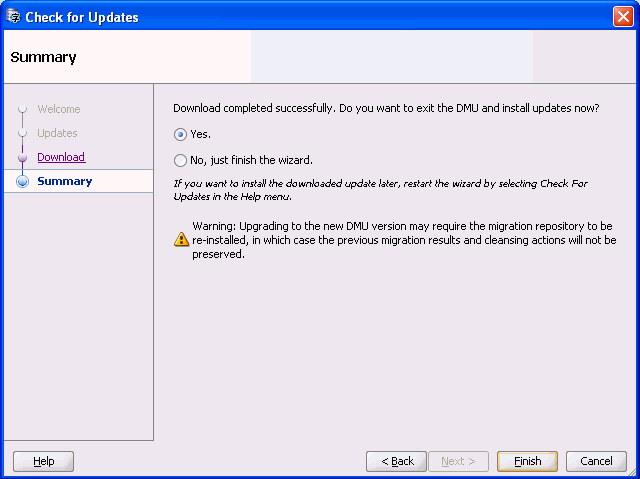 Check for Updates
Summary
Welcome
Updates
Download
Summary
Download completed successfully. Do you want to exit the DMU and install updates now?
Yes.
No, just finish the wizard.
If you want to install the downloaded update later, restart the wizard by selecting Check For
Updates in the Help menu.
Warning: Upgrading to the new DMU version may require the migration repository to be
re-installed, in which case the previous migration results and cleansing actions will not be
preserved.
Help
< Back
Next >
Finish
Cancel